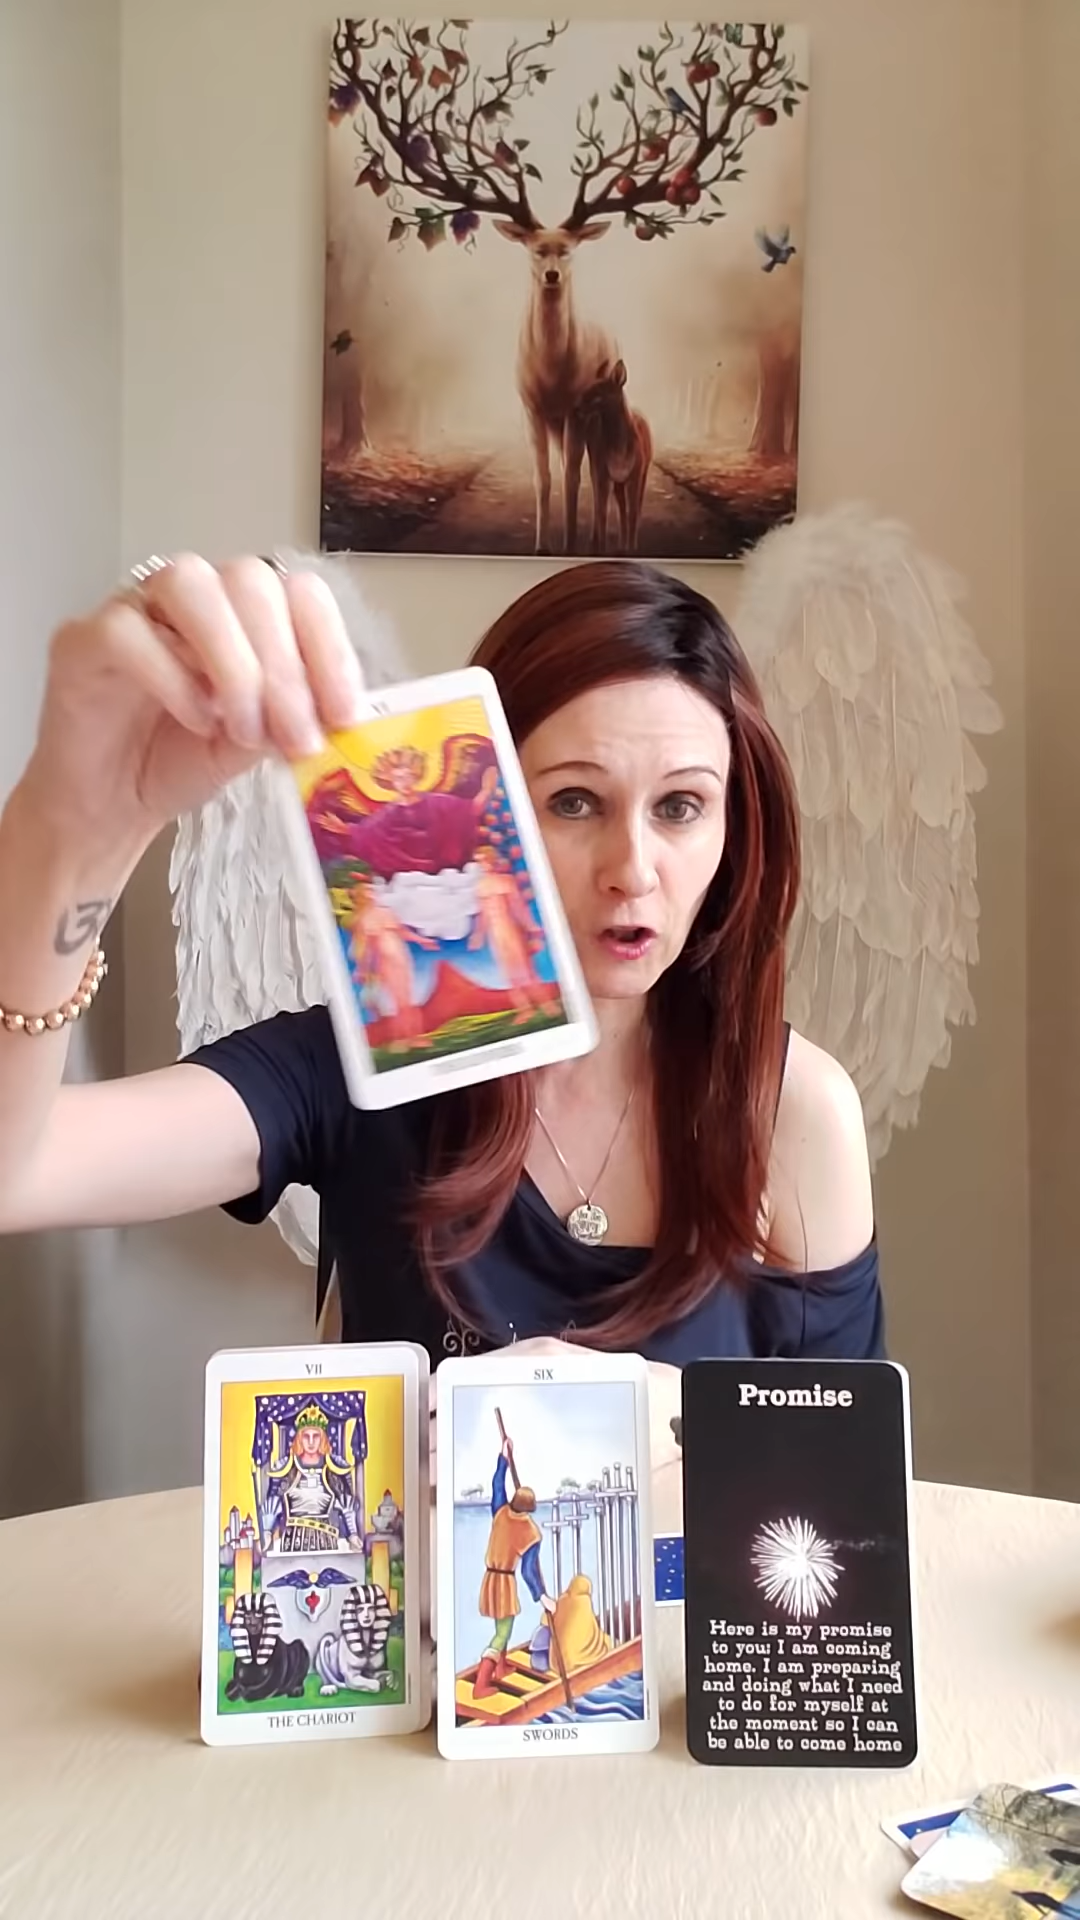 VI
VII
THE CHARIOT
SIX
SWORDS
Promise
Here is my promise
to you: I am coming
home. I am preparing
and doing what I need
to do for myself at
the moment so I can
be able to come home